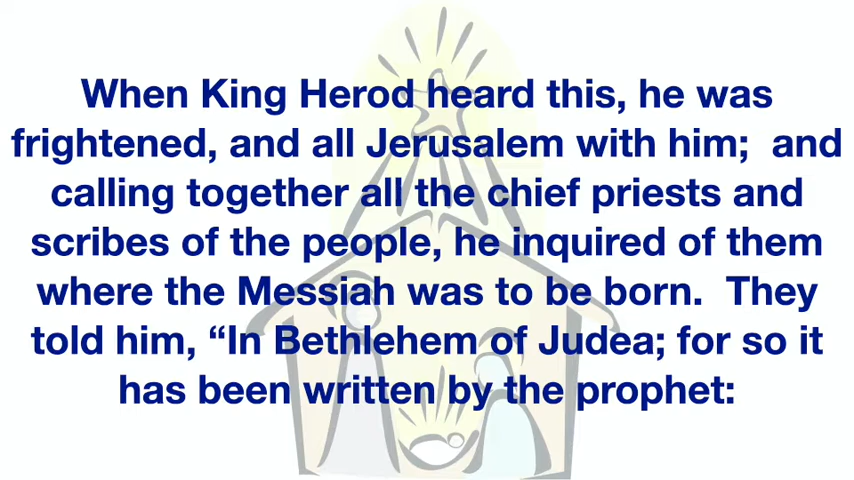 When King Herod heard this, he was
frightened, and all Jerusalem with him;  and
calling together all the chief priests and
scribes of the people, he inquired of them
where the Messiah was to be born.  They
told him, “In Bethlehem of Judea; for so it
has been written by the prophet: